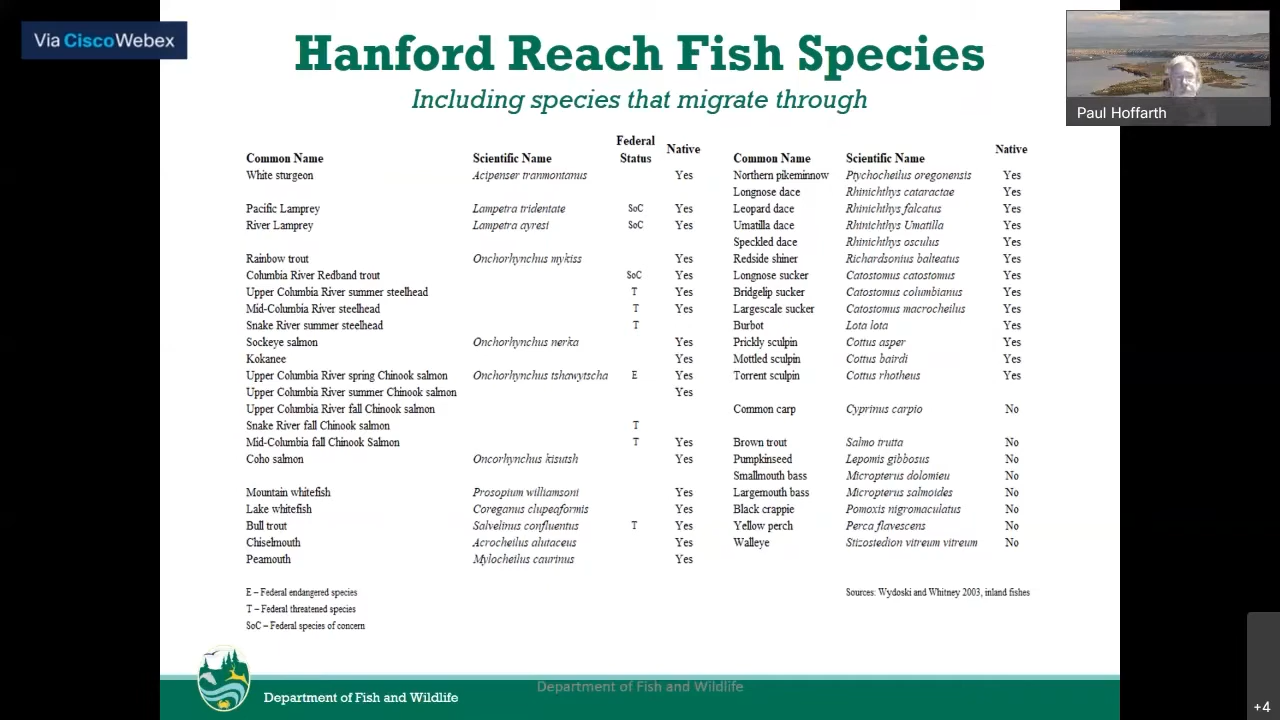 Via CiscoWebex
Hanford Reach Fish Species
Including species that migrate through
Paul Hoffarth
Common Name Scientific Name Federal Status Native
White sturgeon Acipenser tranmontanus Yes
Pacific Lamprey Lampetra tridentate SoC Yes
River Lamprey Lampetra ayresi SoC Yes
Rainbow trout Onchorhynchus mykiss Yes
Columbia River Redband trout SoC Yes
Upper Columbia River summer steelhead T Yes
Mid-Columbia River steelhead T Yes
Snake River summer steelhead T
Sockeye salmon Onchorhynchus nerka Yes
Kokanee Yes
Upper Columbia River spring Chinook salmon Onchorhynchus tshawytscha E Yes
Upper Columbia River summer Chinook salmon Yes
Upper Columbia River fall Chinook salmon
Snake River fall Chinook salmon T
Mid-Columbia fall Chinook Salmon T Yes
Coho salmon Oncorhynchus kisutsh Yes
Mountain whitefish Prosopium williamsoni Yes
Lake whitefish Coreganus clupeaformis Yes
Bull trout Salvelinus confluentus T Yes
Chiselmouth Acrocheilus alutaceus Yes
Peamouth Mylocheilus caurinus Yes
E – Federal endangered species
T – Federal threatened species
SoC – Federal species of concern
Common Name Scientific Name Native
Northern pikeminnow Ptychocheilus oregonensis Yes
Longnose dace Rhinichthys cataractae Yes
Leopard dace Rhinichthys falcatus Yes
Umatilla dace Rhinichthys Umatilla Yes
Speckled dace Rhinichthys osculus Yes
Redside shiner Richardsonius balteatus Yes
Longnose sucker Catostomus catostomus Yes
Bridgelip sucker Catostomus columbianus Yes
Largescale sucker Catostomus macrocheilus Yes
Burbot Lota lota Yes
Prickly sculpin Cottus asper Yes
Mottled sculpin Cottus bairdi Yes
Torrent sculpin Cottus rhotheus Yes
Common carp Cyprinus carpio No
Brown trout Salmo trutta No
Pumpkinseed Lepomis gibbosus No
Smallmouth bass Micropterus dolomieu No
Largemouth bass Micropterus salmoides No
Black crappie Pomoxis nigromaculatus No
Yellow perch Perca flavescens No
Walleye Stizostedion vitreum vitreum No
Sources: Wydoski and Whitney 2003, inland fishes
Department of Fish and Wildlife
Department of Fish and Wildlife
+4